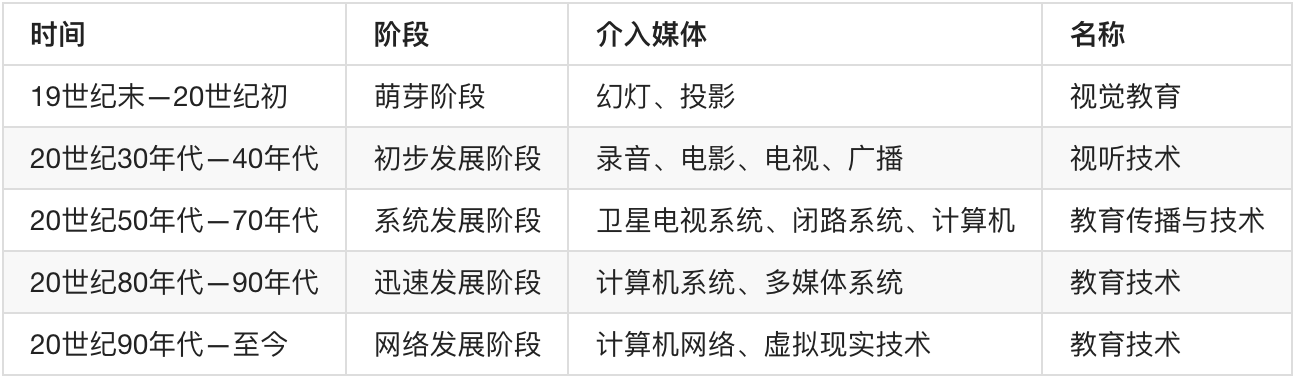 时间 阶段 介入媒体 名称
19世纪末—20世纪初 萌芽阶段 幻灯、投影 视觉教育
20世纪30年代—40年代 初步发展阶段 录音、电影、电视、广播 视听技术
20世纪50年代—70年代 系统发展阶段 卫星电视系统、闭路系统、计算机 教育传播与技术
20世纪80年代—90年代 迅速发展阶段 计算机系统、多媒体系统 教育技术
20世纪90年代—至今 网络发展阶段 计算机网络、虚拟现实技术 教育技术